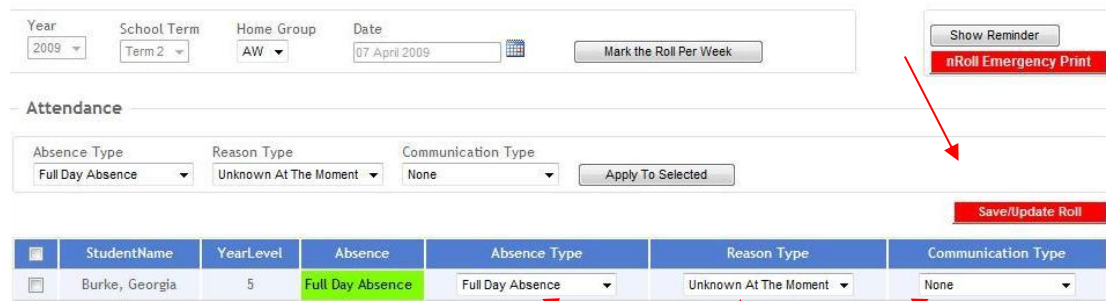 Year School Term Home Group Date
2009 Term 2 AW 07 April 2009 Mark the Roll Per Week
Show Reminder
nRoll Emergency Print
Attendance
Absence Type Reason Type Communication Type
Full Day Absence Unknown At The Moment None Apply To Selected
Save/Update Roll
StudentName YearLevel Absence Absence Type Reason Type Communication Type
Burke, Georgia 5 Full Day Absence Full Day Absence Unknown At The Moment None